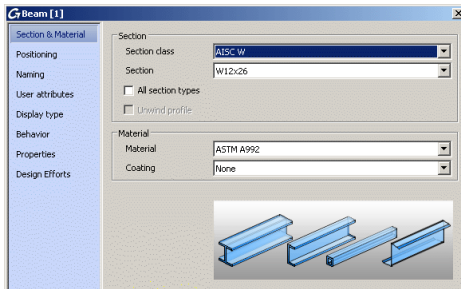 Beam [1]
Section & Material
Positioning
Naming
User attributes
Display type
Behavior
Properties
Design Efforts
Section
Section class AISC W
Section W12x26
All section types
Unwind profile
Material
Material ASTM A992
Coating None